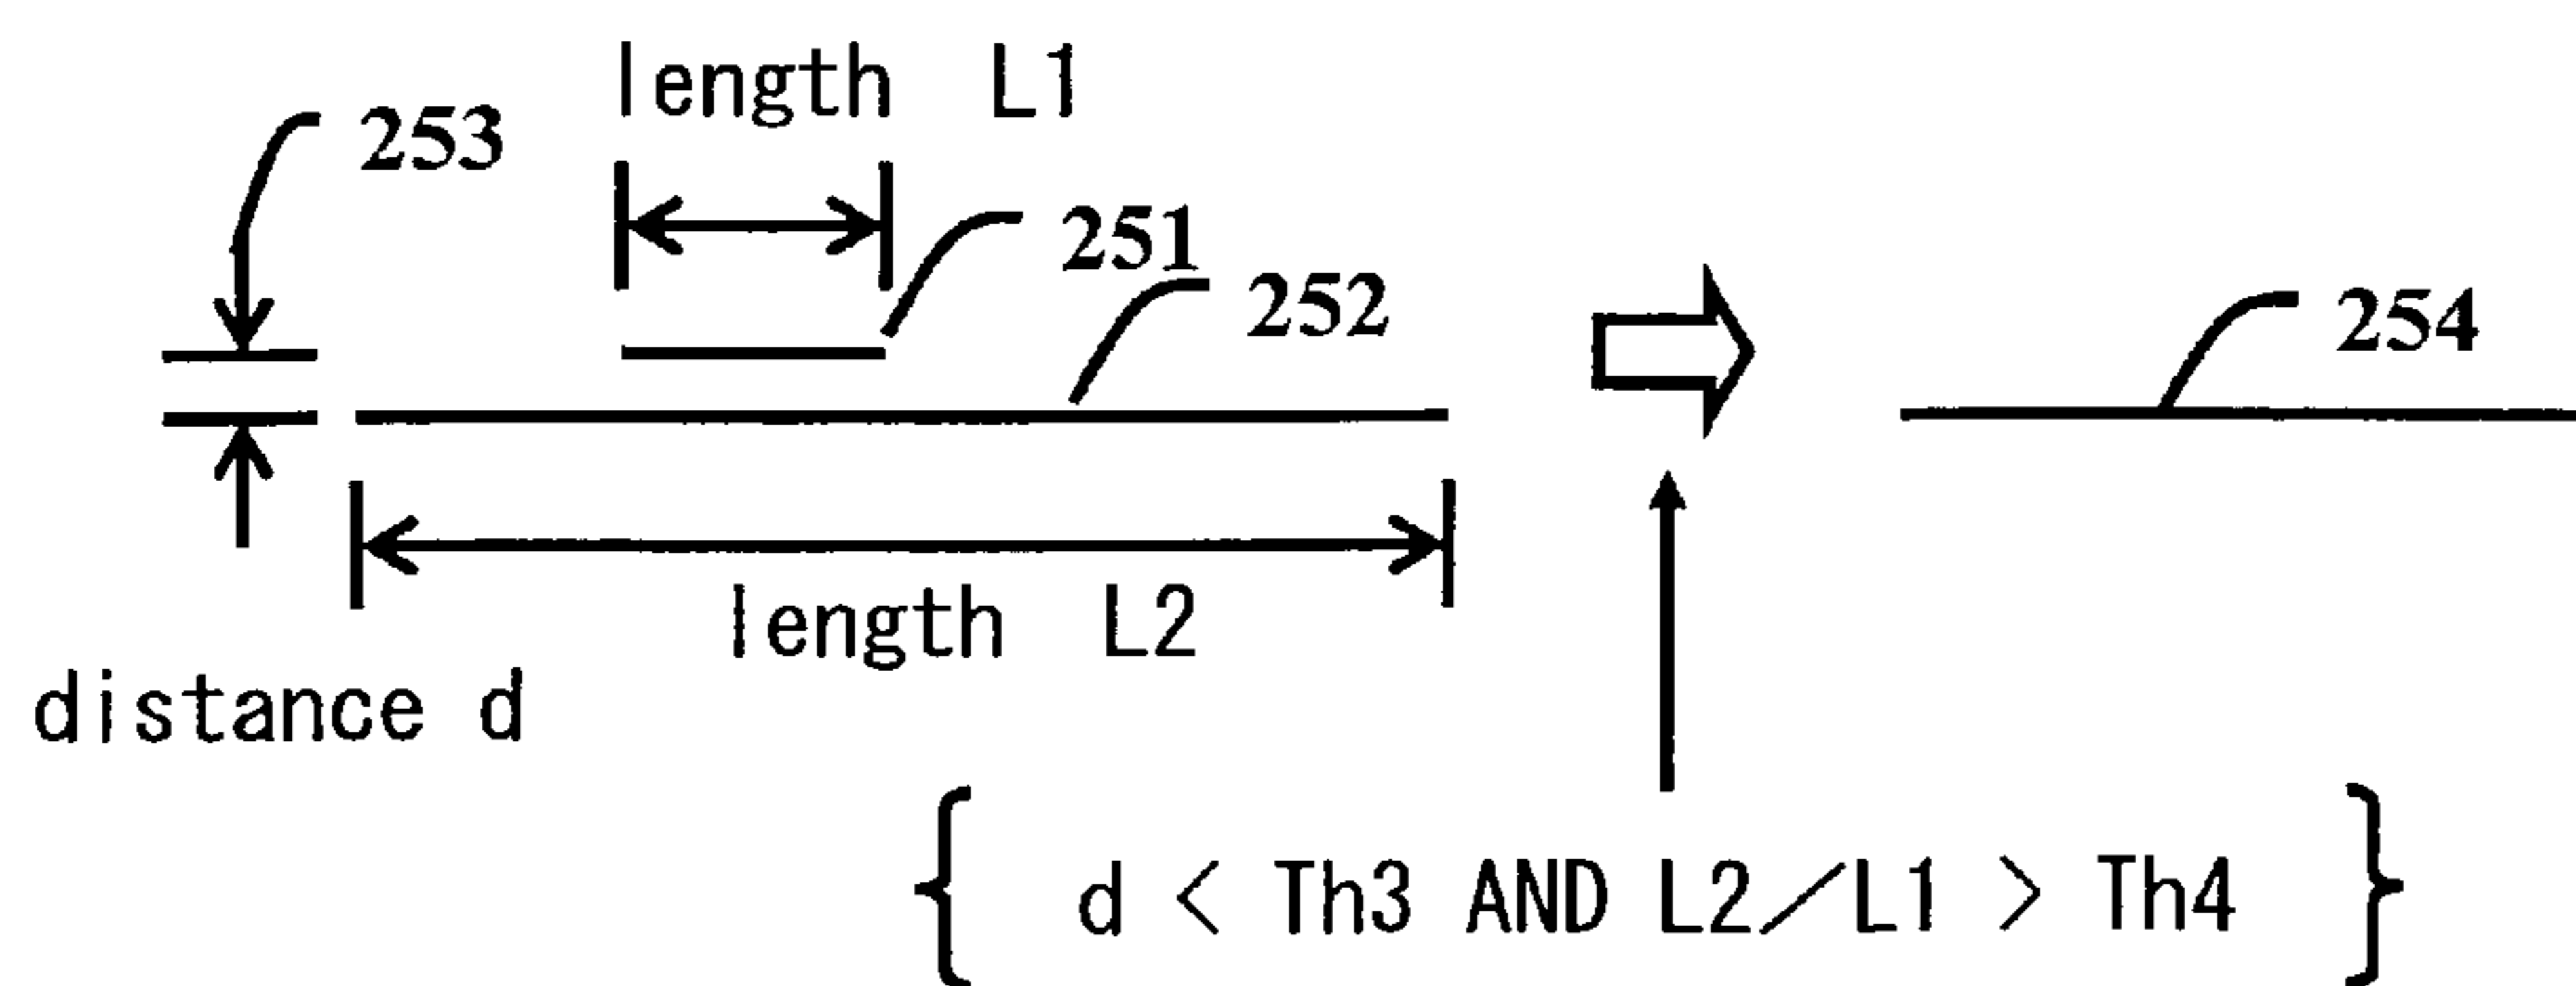 length L1
253
251
252
254
length L2
distance d
{ d < Th3 AND L2/L1 > Th4 }